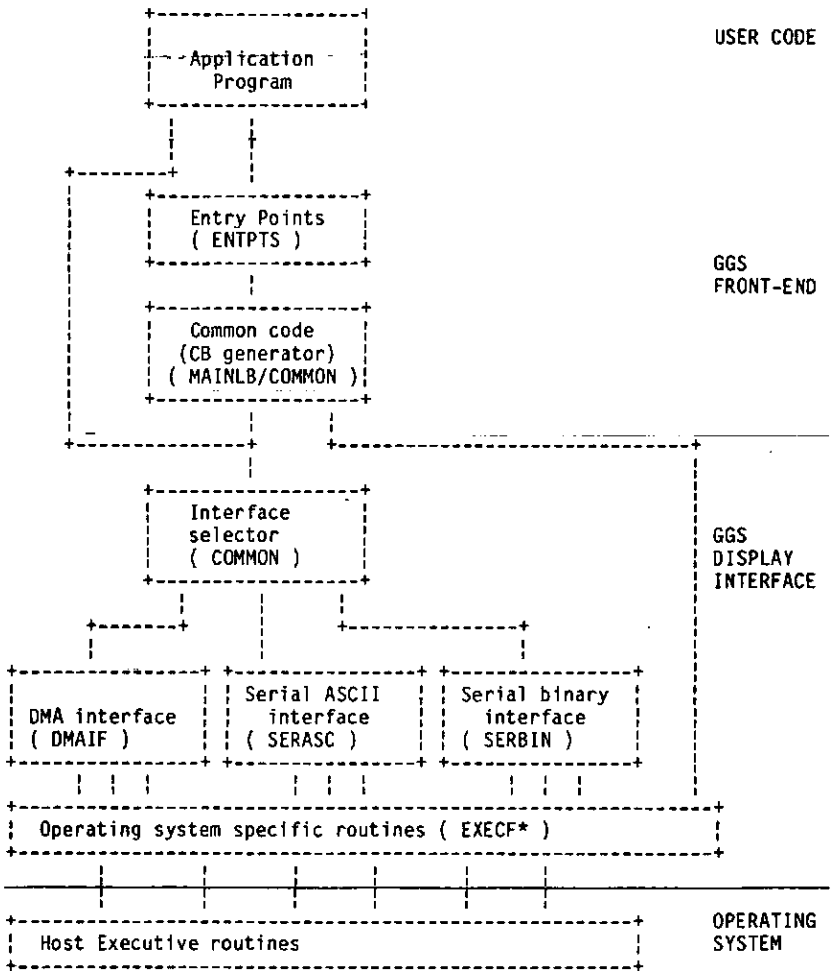 USER CODE
Application
Program
Entry Points
( ENTPTS )
GGS
FRONT-END
Common code
(CB generator)
( MAINLB/COMMON )
Interface
selector
( COMMON )
GGS
DISPLAY
INTERFACE
DMA interface
( DMAIF )
Serial ASCII
interface
( SERASC )
Serial binary
interface
( SERBIN )
Operating system specific routines ( EXECF* )
Host Executive routines
OPERATING
SYSTEM